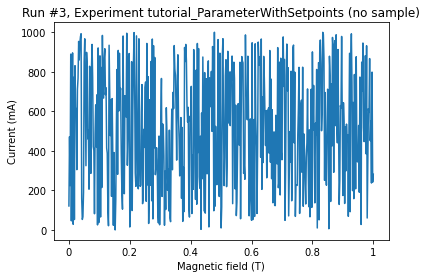 Run #3, Experiment tutorial_ParameterWithSetpoints (no sample)
1000
800
600
400
200
0
Current (mA)
0 0.2 0.4 0.6 0.8 1
Magnetic field (T)